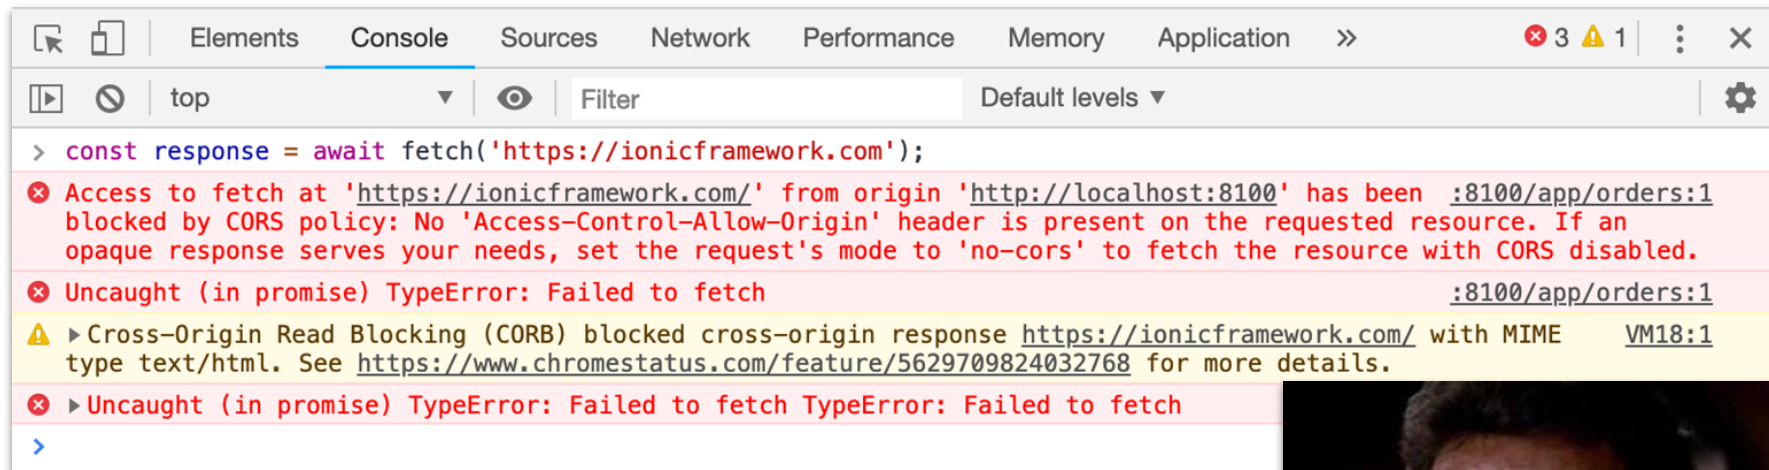 Elements Console Sources Network Performance Memory Application » 3 1
top Filter Default levels
> const response = await fetch('https://ionicframework.com');
Access to fetch at 'https://ionicframework.com/' from origin 'http://localhost:8100' has been :8100/app/orders:1
blocked by CORS policy: No 'Access-Control-Allow-Origin' header is present on the requested resource. If an
opaque response serves your needs, set the request's mode to 'no-cors' to fetch the resource with CORS disabled.
Uncaught (in promise) TypeError: Failed to fetch :8100/app/orders:1
Cross-Origin Read Blocking (CORB) blocked cross-origin response https://ionicframework.com/ with MIME VM18:1
type text/html. See https://www.chromestatus.com/feature/5629709824032768 for more details.
Uncaught (in promise) TypeError: Failed to fetch TypeError: Failed to fetch
>